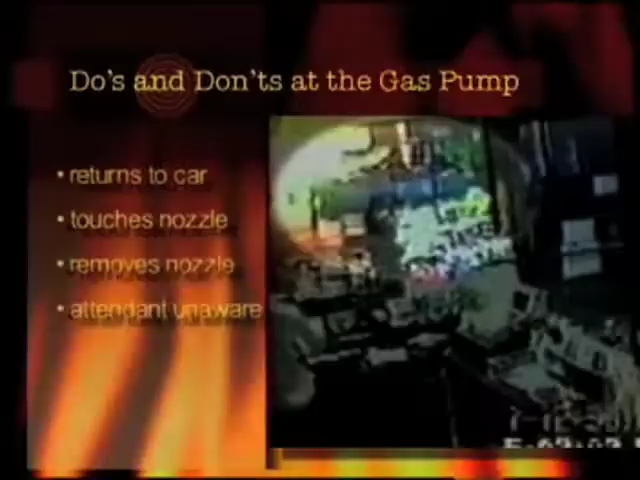 Do's and Don'ts at the Gas Pump
• returns to car
• touches nozzle
• removes nozzle
• attendant unaware